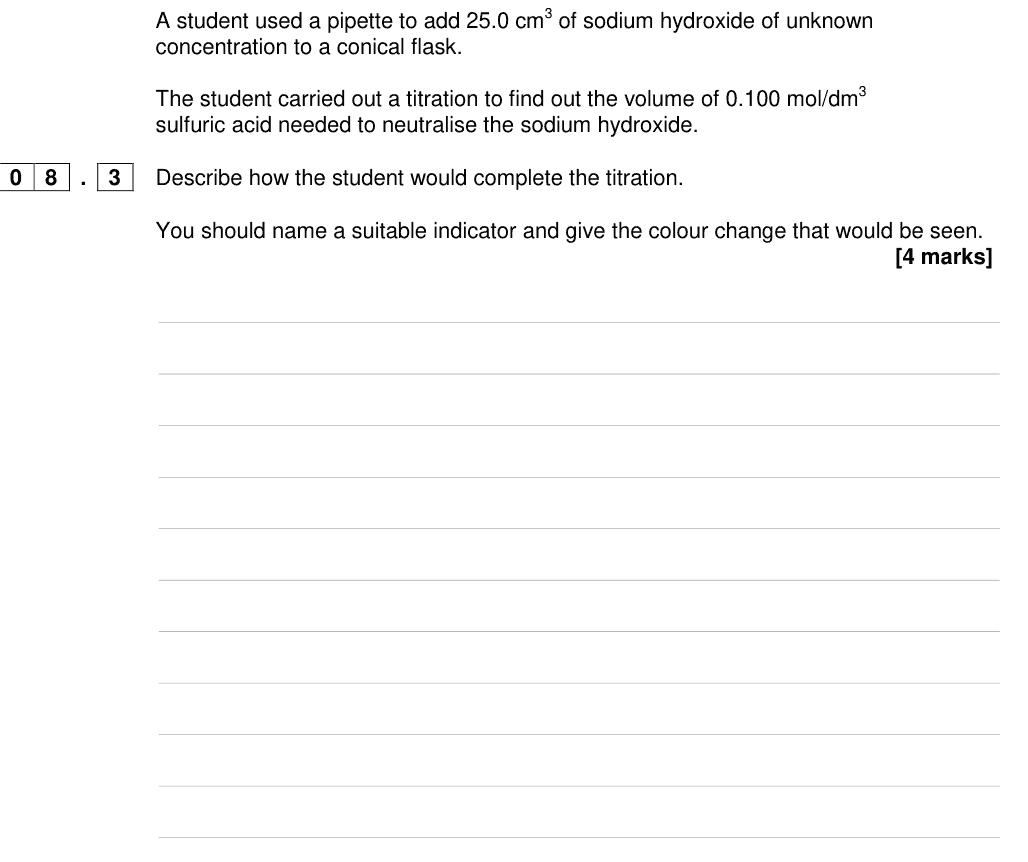 A student used a pipette to add 25.0 cm³ of sodium hydroxide of unknown
concentration to a conical flask.
The student carried out a titration to find out the volume of 0.100 mol/dm³
sulfuric acid needed to neutralise the sodium hydroxide.
0 8 . 3 Describe how the student would complete the titration.
You should name a suitable indicator and give the colour change that would be seen.
[4 marks]